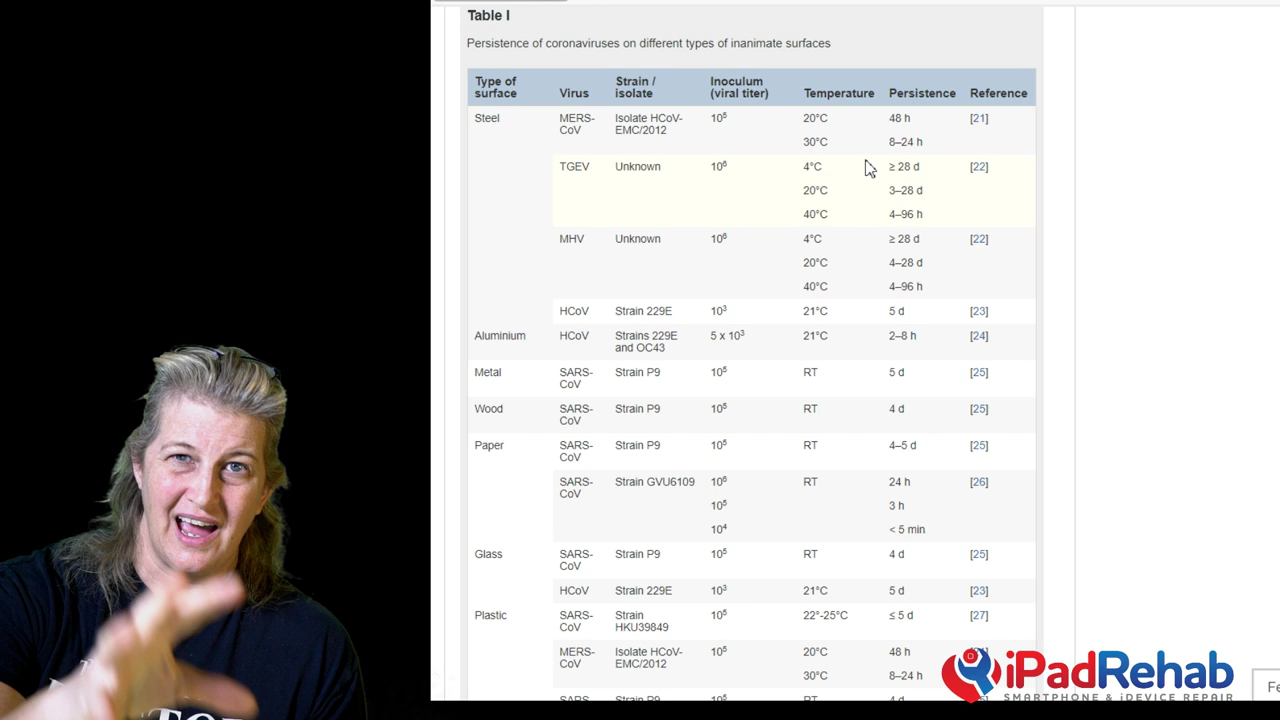 Table I
Persistence of coronaviruses on different types of inanimate surfaces
Type of surface Virus Strain / isolate Inoculum (viral titer) Temperature Persistence Reference
Steel MERS-CoV Isolate HCoV-EMC/2012 10⁵ 20°C 48 h [21]
30°C 8–24 h
TGEV Unknown 10⁶ 4°C ≥ 28 d [22]
20°C 3–28 d
40°C 4–96 h
MHV Unknown 10⁶ 4°C ≥ 28 d [22]
20°C 4–28 d
40°C 4–96 h
HCoV Strain 229E 10³ 21°C 5 d [23]
Aluminium HCoV Strains 229E and OC43 5 x 10³ 21°C 2–8 h [24]
Metal SARS-CoV Strain P9 10⁵ RT 5 d [25]
Wood SARS-CoV Strain P9 10⁵ RT 4 d [25]
Paper SARS-CoV Strain P9 10⁵ RT 4–5 d [25]
SARS-CoV Strain GVU6109 10⁶ RT 24 h [26]
10⁵ 3 h
10⁴ < 5 min
Glass SARS-CoV Strain P9 10⁵ RT 4 d [25]
HCoV Strain 229E 10³ 21°C 5 d [23]
Plastic SARS-CoV Strain HKU39849 10⁵ 22°-25°C ≤ 5 d [27]
MERS-CoV Isolate HCoV-EMC/2012 10⁵ 20°C 48 h
30°C 8–24 h
iPadRehab
SMARTPHONE & iDEVICE REPAIR
Fe